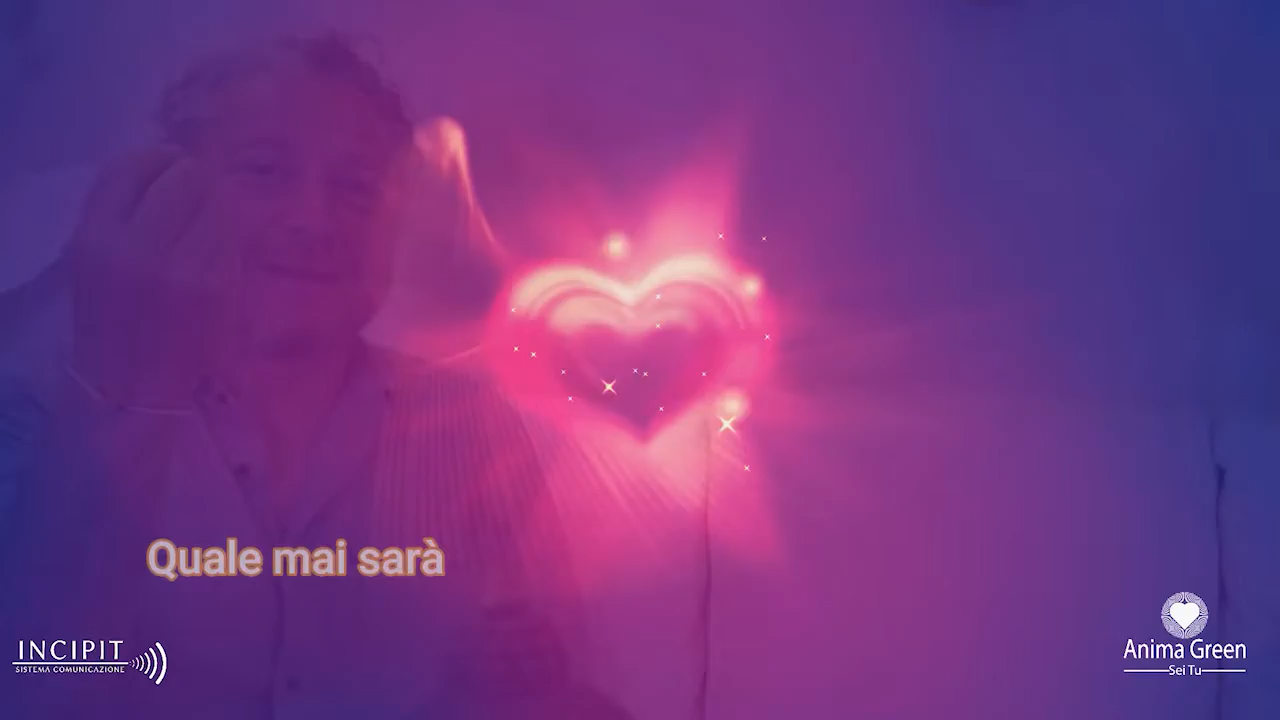 Quale mai sarà
INCIPIT
SISTEMA COMUNICAZIONE
Anima Green
Sei Tu